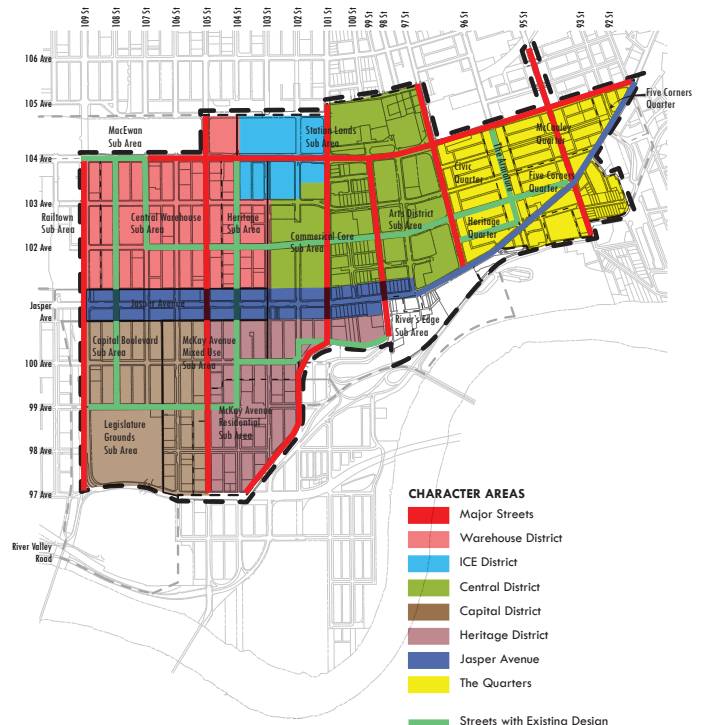 109 St
108 St
107 St
106 St
105 St
104 St
103 St
102 St
101 St
100 St
99 St
98 St
97 St
96 St
95 St
93 St
92 St
106 Ave
105 Ave
104 Ave
103 Ave
102 Ave
Jasper
Ave
100 Ave
99 Ave
98 Ave
97 Ave
River Valley
Road
MacEwan
Sub Area
Station Lands
Sub Area
Five Corners
Quarter
McCauley
Quarter
The Armature
Civic
Quarter
Five Corners
Quarter
Railtown
Sub Area
Central Warehouse
Sub Area
Heritage
Sub Area
Commerical Core
Sub Area
Arts District
Sub Area
Heritage
Quarter
Jasper Avenue
River's Edge
Sub Area
Capital Boulevard
Sub Area
McKay Avenue
Mixed Use
Sub Area
McKay Avenue
Residential
Sub Area
Legislature
Grounds
Sub Area
CHARACTER AREAS
Major Streets
Warehouse District
ICE District
Central District
Capital District
Heritage District
Jasper Avenue
The Quarters
Streets with Existing Design